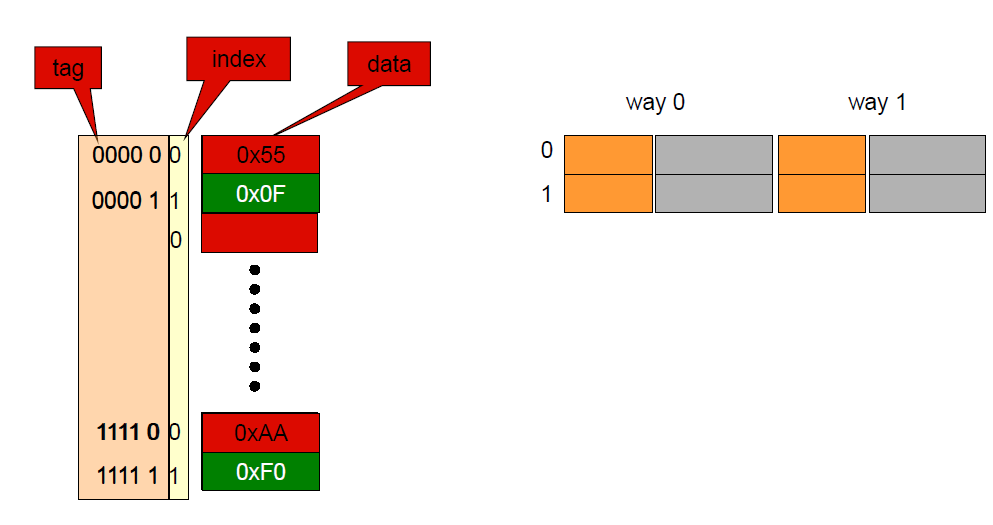 tag
index
data
way 0
way 1
0000 0 0
0x55
0000 1 1
0x0F
0
1111 0 0
0xAA
1111 1 1
0xF0
0
1